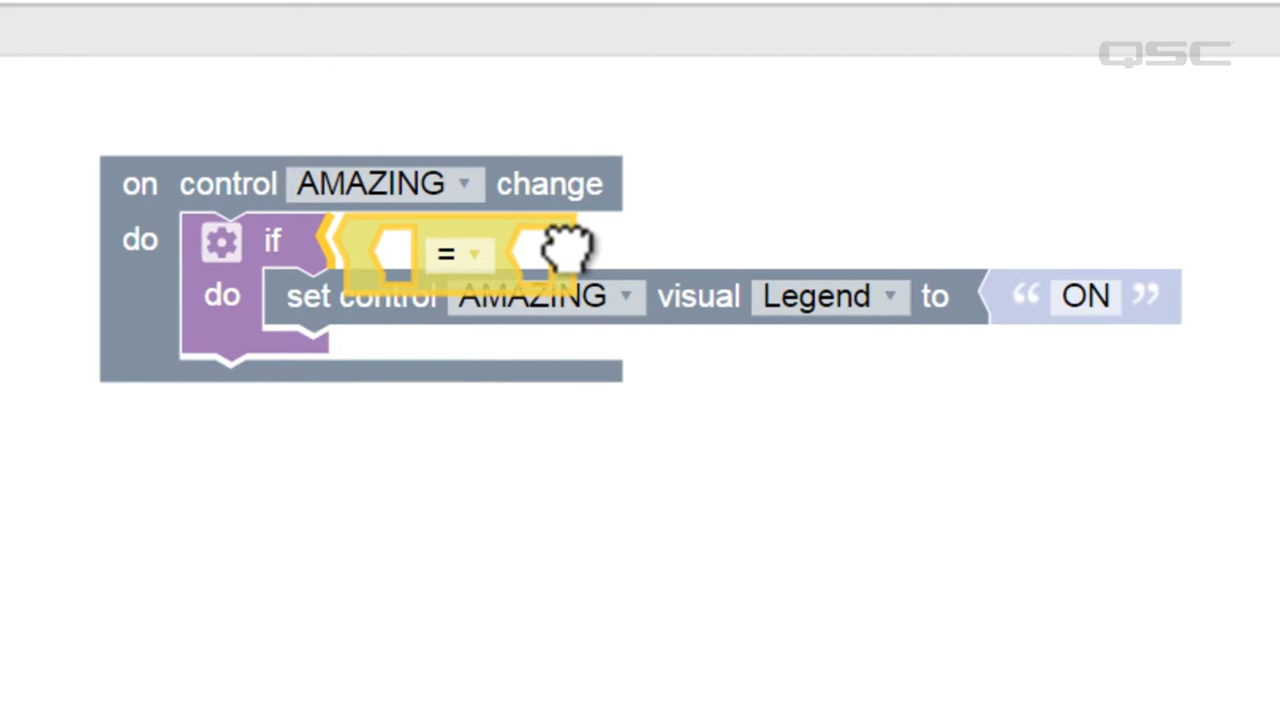 QSC
on control AMAZING change
do if =
do set control AMAZING visual Legend to “ ON ”